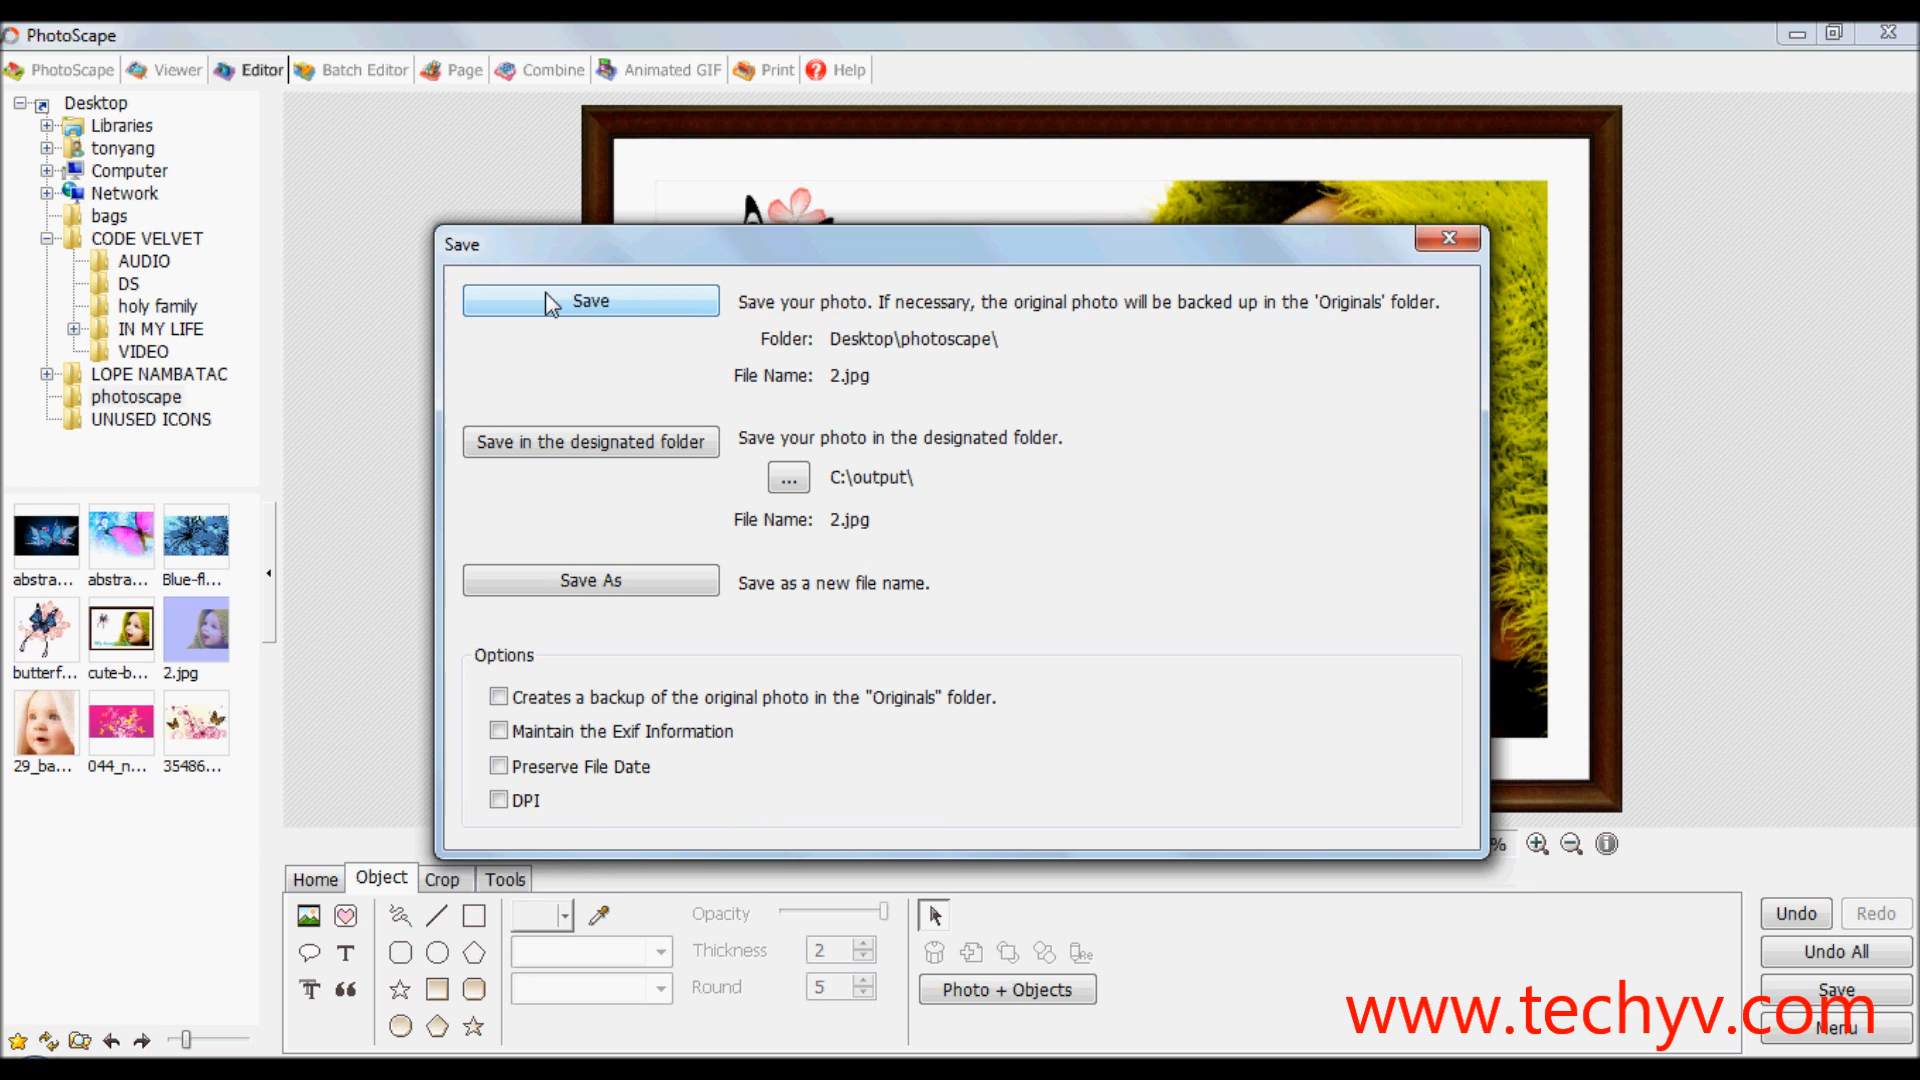 PhotoScape
PhotoScape Viewer Editor Batch Editor Page Combine Animated GIF Print Help
Desktop
Libraries
tonyang
Computer
Network
bags
CODE VELVET
AUDIO
DS
holy family
IN MY LIFE
VIDEO
LOPE NAMBATAC
photoscape
UNUSED ICONS
abstra... abstra... Blue-fl...
butterf... cute-b... 2.jpg
29_ba... 044_n... 35486...
Save
Save Save your photo. If necessary, the original photo will be backed up in the 'Originals' folder.
Folder: Desktop\photoscape\
File Name: 2.jpg
Save in the designated folder Save your photo in the designated folder.
... C:\output\
File Name: 2.jpg
Save As Save as a new file name.
Options
Creates a backup of the original photo in the "Originals" folder.
Maintain the Exif Information
Preserve File Date
DPI
%
Home Object Crop Tools
Opacity
Thickness 2
Round 5
Photo + Objects
Undo Redo
Undo All
Save
Menu
www.techyv.com